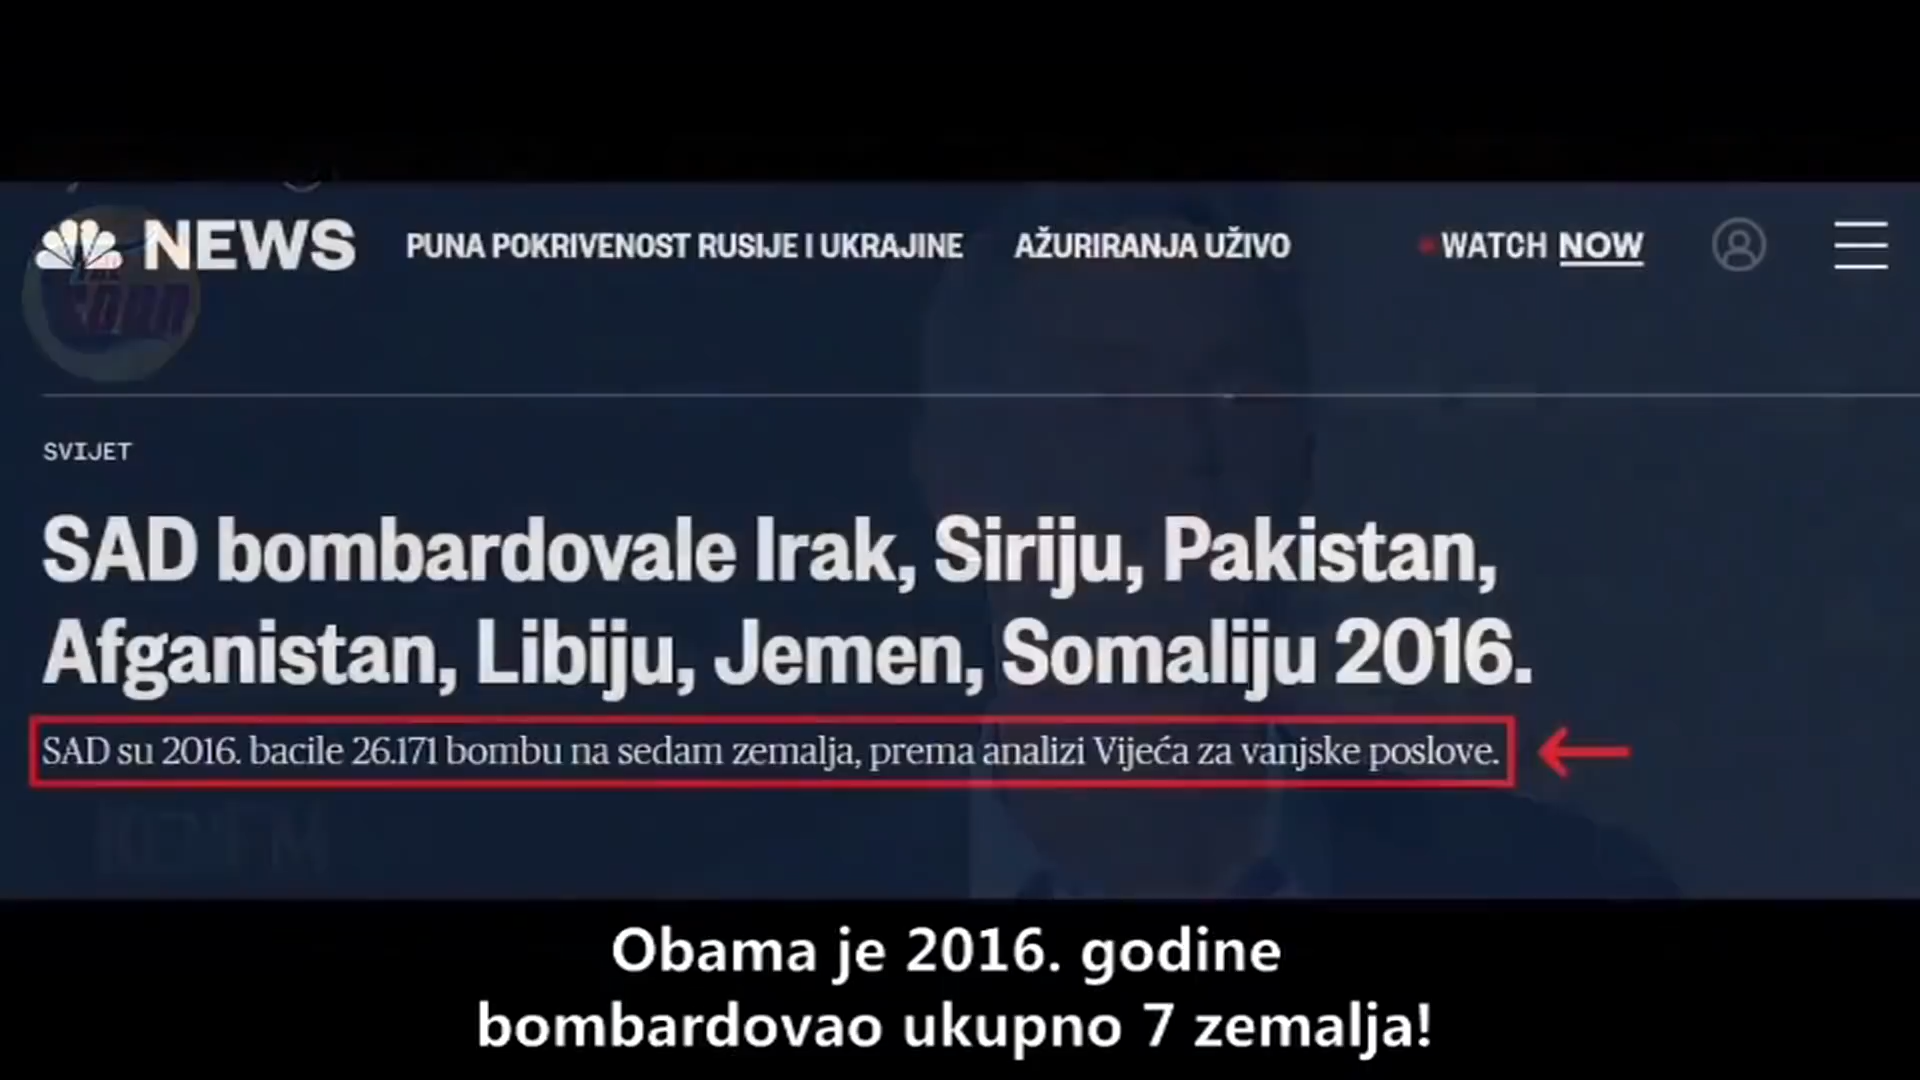 NEWS PUNA POKRIVENOST RUSIJE I UKRAJINE AŽURIRANJA UŽIVO WATCH NOW
SVIJET
SAD bombardovale Irak, Siriju, Pakistan,
Afganistan, Libiju, Jemen, Somaliju 2016.
SAD su 2016. bacile 26.171 bombu na sedam zemalja, prema analizi Vijeća za vanjske poslove.
Obama je 2016. godine
bombardovao ukupno 7 zemalja!